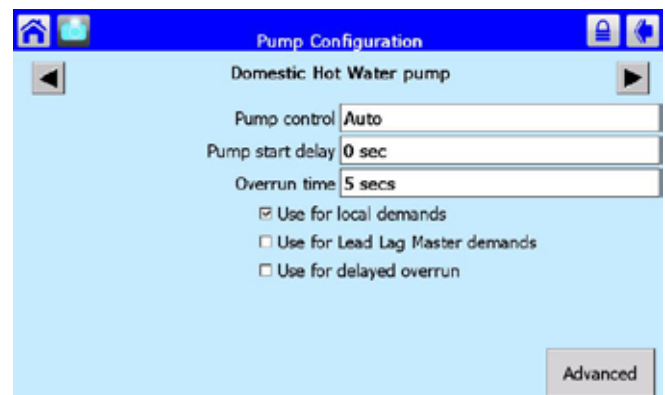 Pump Configuration
Domestic Hot Water pump
Pump control Auto
Pump start delay 0 sec
Overrun time 5 secs
Use for local demands
Use for Lead Lag Master demands
Use for delayed overrun
Advanced